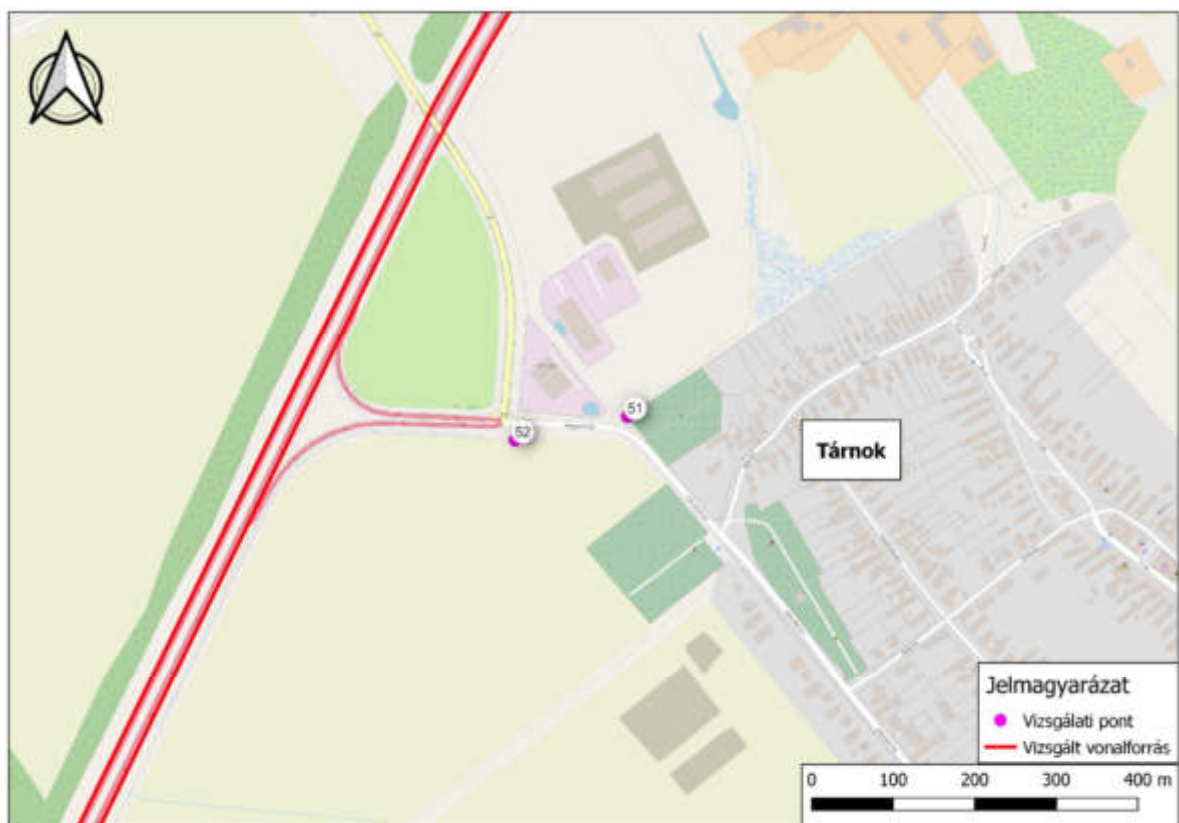 51
52
Tárnok
Jelmagyarázat
Vizsgálati pont
Vizsgált vonalforrás
0 100 200 300 400 m